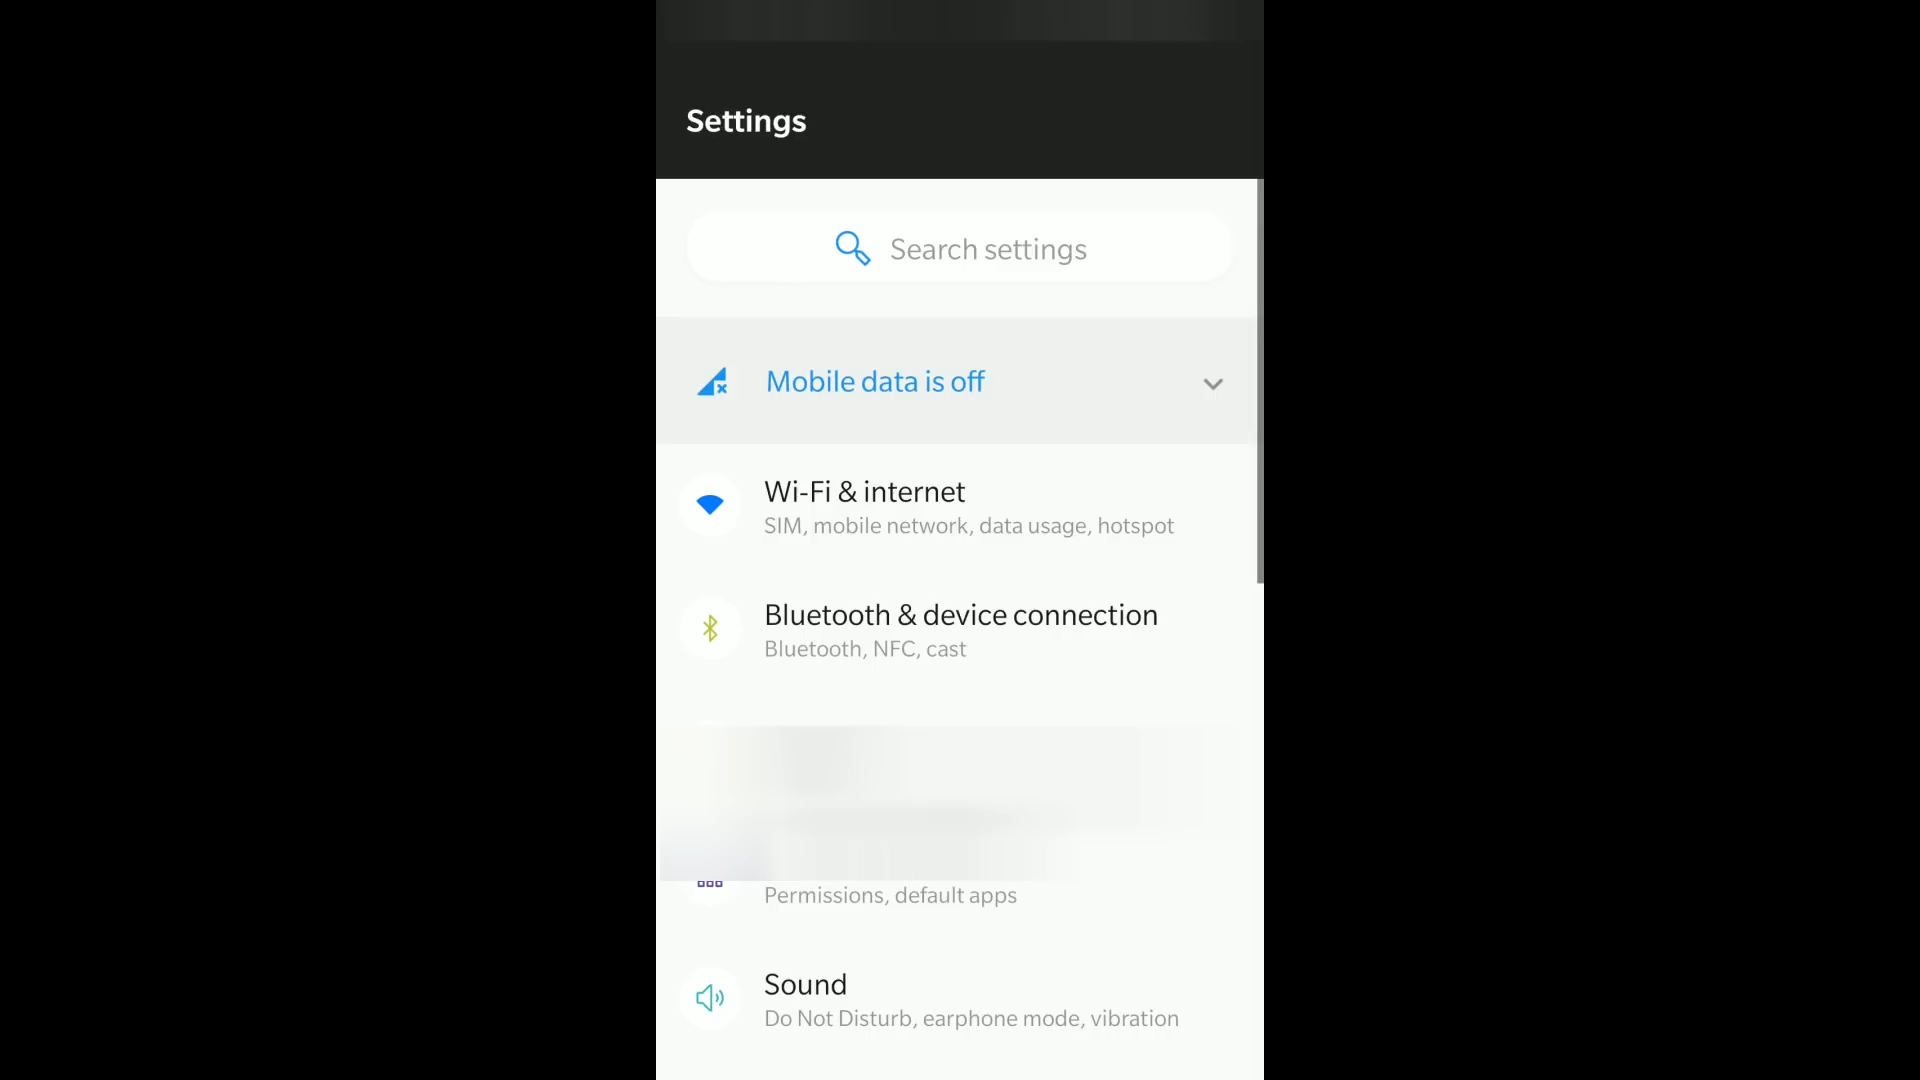 Settings
Search settings
Mobile data is off
Wi-Fi & internet
SIM, mobile network, data usage, hotspot
Bluetooth & device connection
Bluetooth, NFC, cast
Permissions, default apps
Sound
Do Not Disturb, earphone mode, vibration